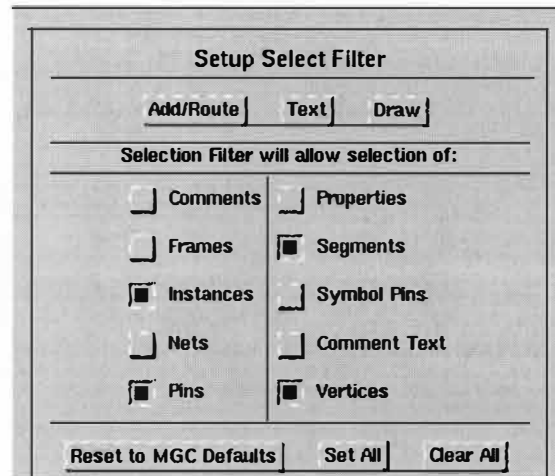 Setup Select Filter
Add/Route Text Draw
Selection Filter will allow selection of:
Comments Properties
Frames Segments
Instances Symbol Pins
Nets Comment Text
Pins Vertices
Reset to MGC Defaults Set All Clear All